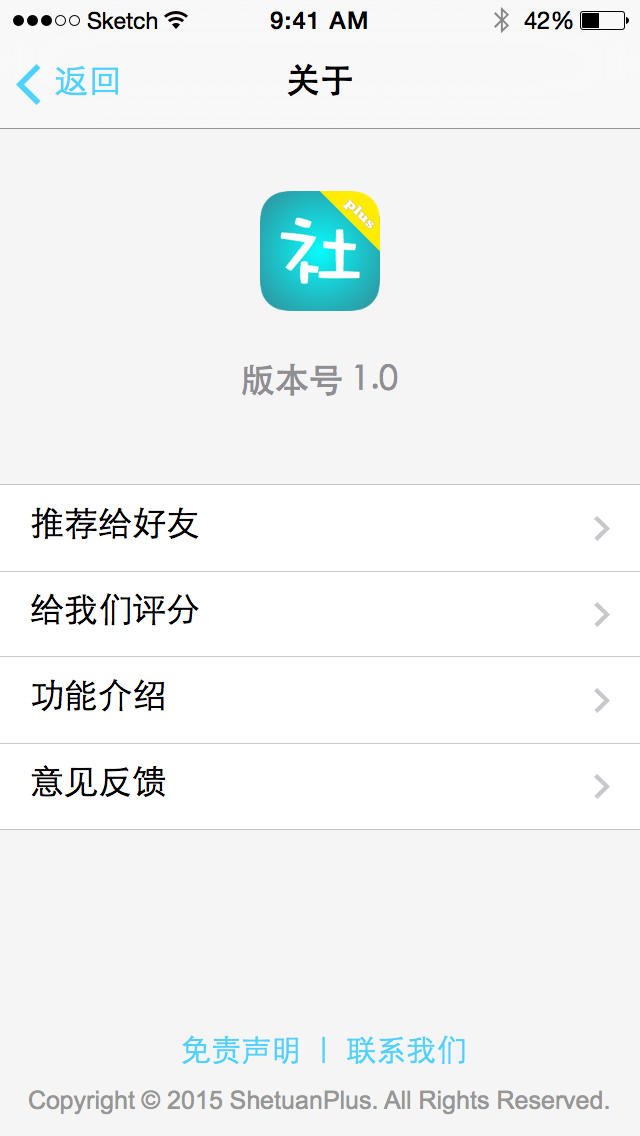 Sketch 9:41 AM 42%
返回 关于
plus
社
版本号 1.0
推荐给好友
给我们评分
功能介绍
意见反馈
免责声明 | 联系我们
Copyright © 2015 ShetuanPlus. All Rights Reserved.